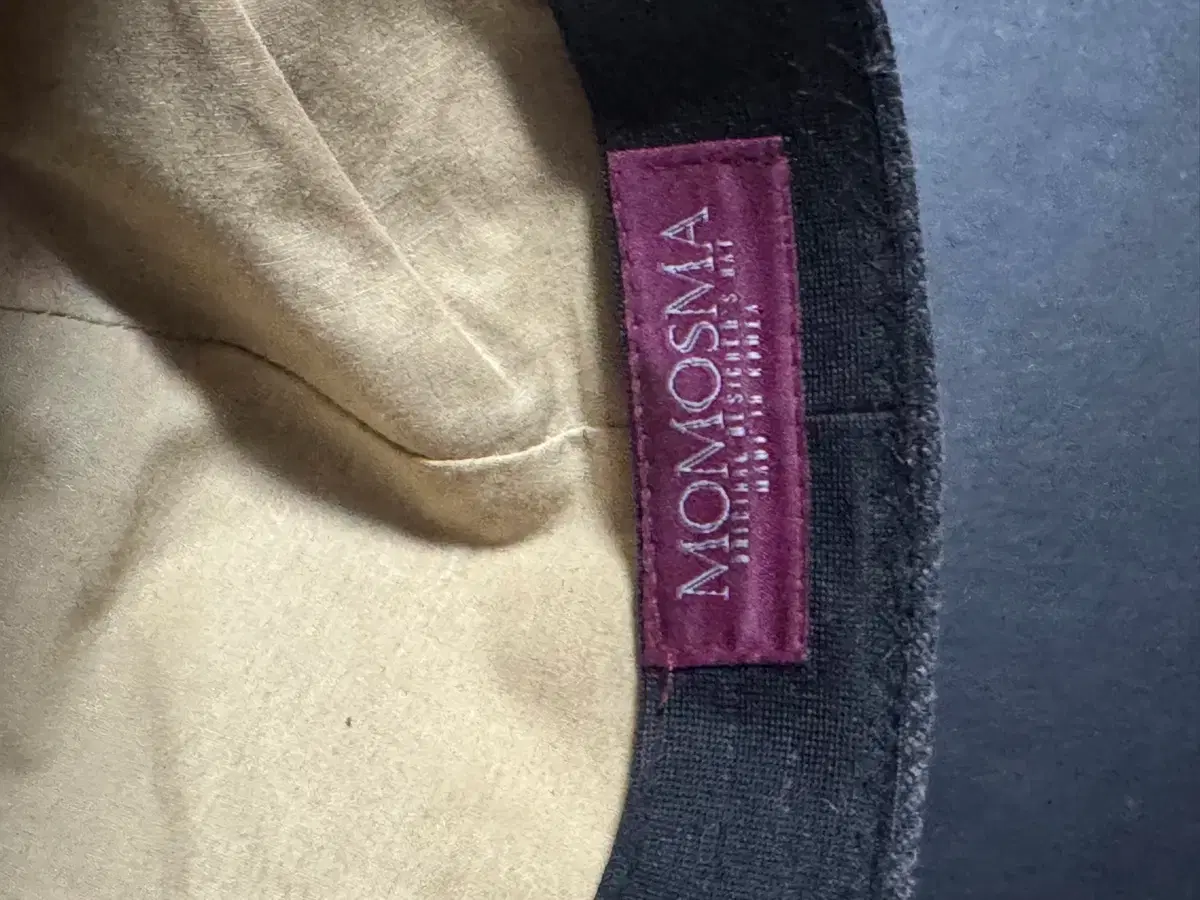 MOMOSMA
ORIGINAL DESIGNER'S HAT
MADE IN KOREA